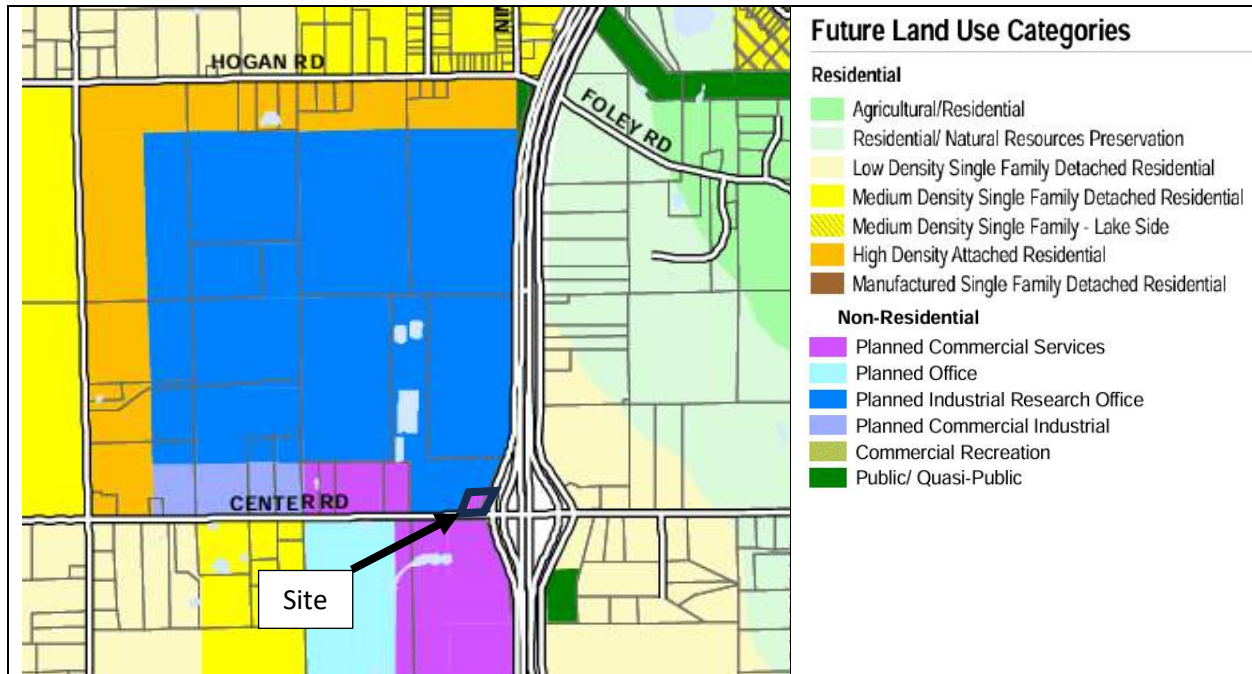 HOGAN RD
FOLEY RD
CENTER RD
Site
Future Land Use Categories
Residential
Agricultural/Residential
Residential/ Natural Resources Preservation
Low Density Single Family Detached Residential
Medium Density Single Family Detached Residential
Medium Density Single Family - Lake Side
High Density Attached Residential
Manufactured Single Family Detached Residential
Non-Residential
Planned Commercial Services
Planned Office
Planned Industrial Research Office
Planned Commercial Industrial
Commercial Recreation
Public/ Quasi-Public